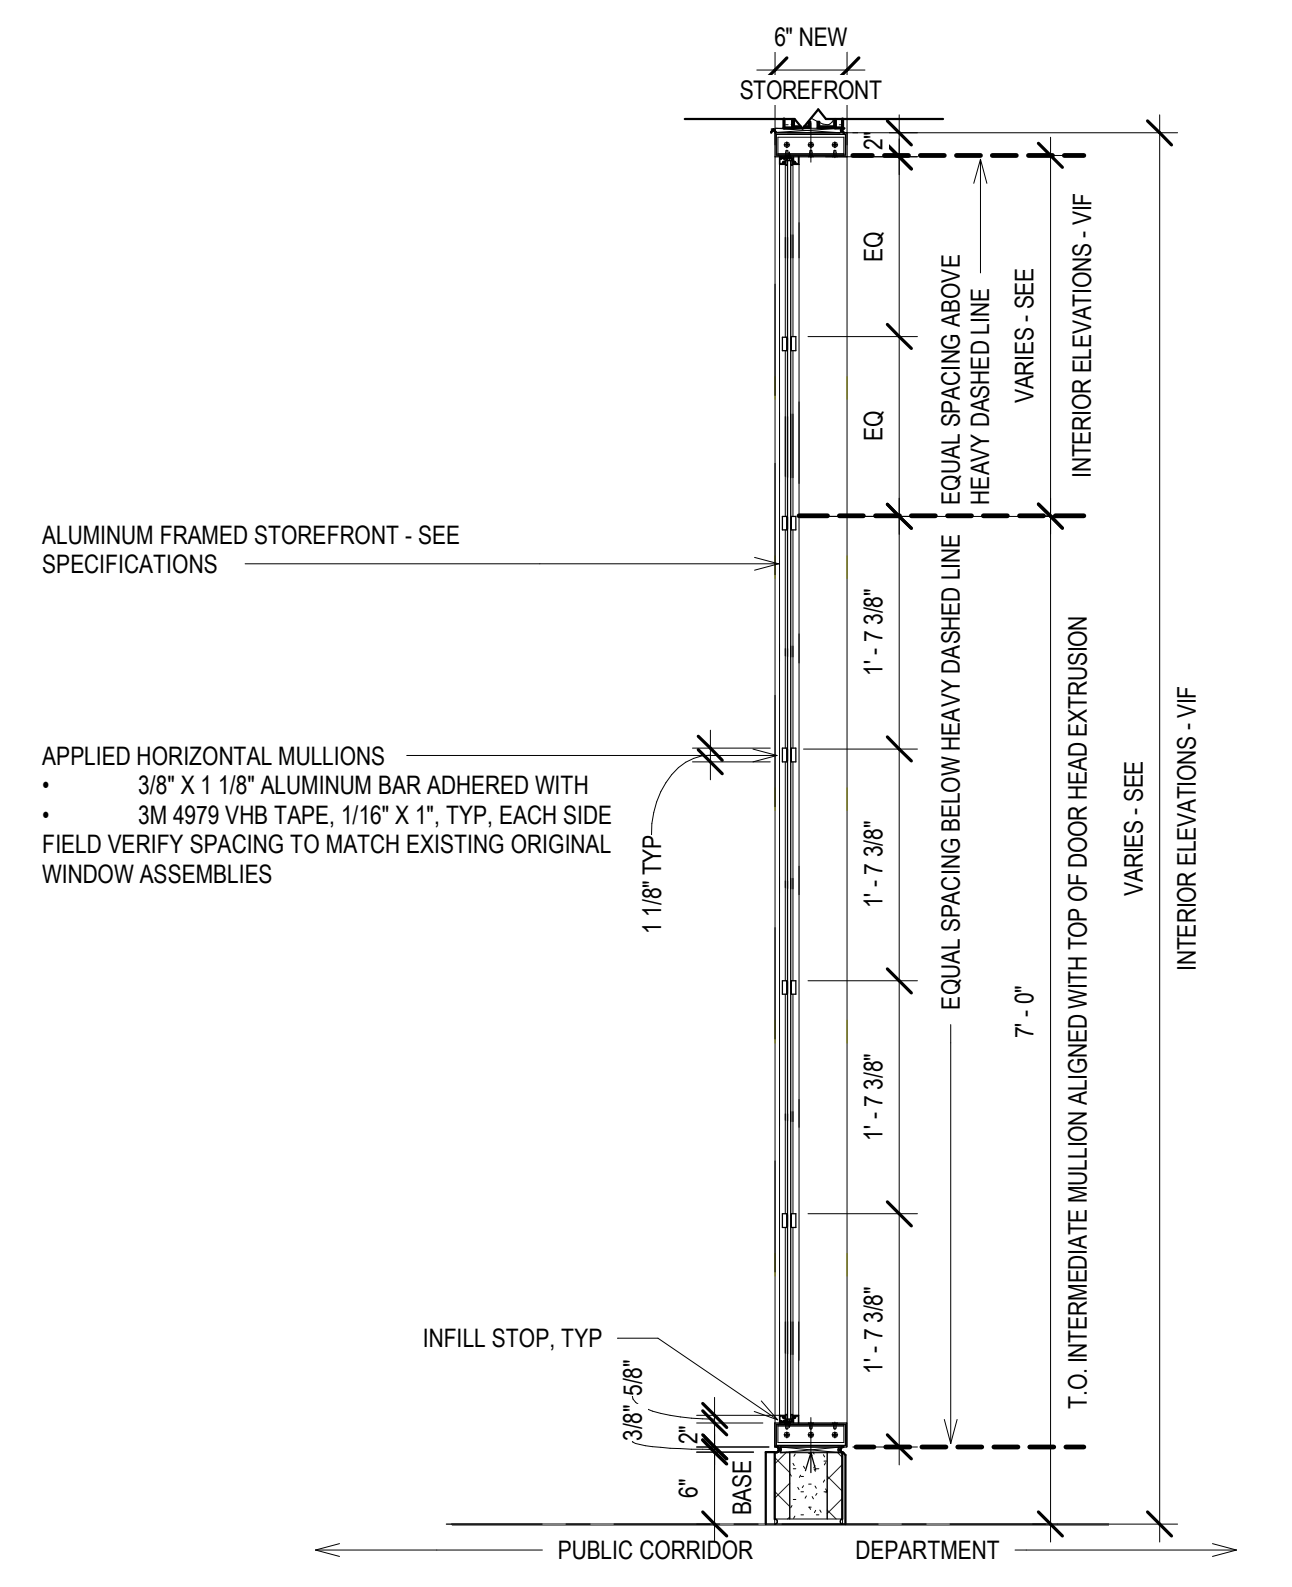 6" NEW
STOREFRONT
2"
EQ
EQ
EQUAL SPACING ABOVE
HEAVY DASHED LINE
VARIES - SEE
INTERIOR ELEVATIONS - VIF
ALUMINUM FRAMED STOREFRONT - SEE
SPECIFICATIONS
1' - 7 3/8"
EQUAL SPACING BELOW HEAVY DASHED LINE
APPLIED HORIZONTAL MULLIONS
• 3/8" X 1 1/8" ALUMINUM BAR ADHERED WITH
• 3M 4979 VHB TAPE, 1/16" X 1", TYP, EACH SIDE
FIELD VERIFY SPACING TO MATCH EXISTING ORIGINAL
WINDOW ASSEMBLIES
1 1/8" TYP
1' - 7 3/8"
1' - 7 3/8"
1' - 7 3/8"
7' - 0"
T.O. INTERMEDIATE MULLION ALIGNED WITH TOP OF DOOR HEAD EXTRUSION
VARIES - SEE
INTERIOR ELEVATIONS - VIF
INFILL STOP, TYP
5/8"
3/8"
2"
6"
BASE
PUBLIC CORRIDOR
DEPARTMENT